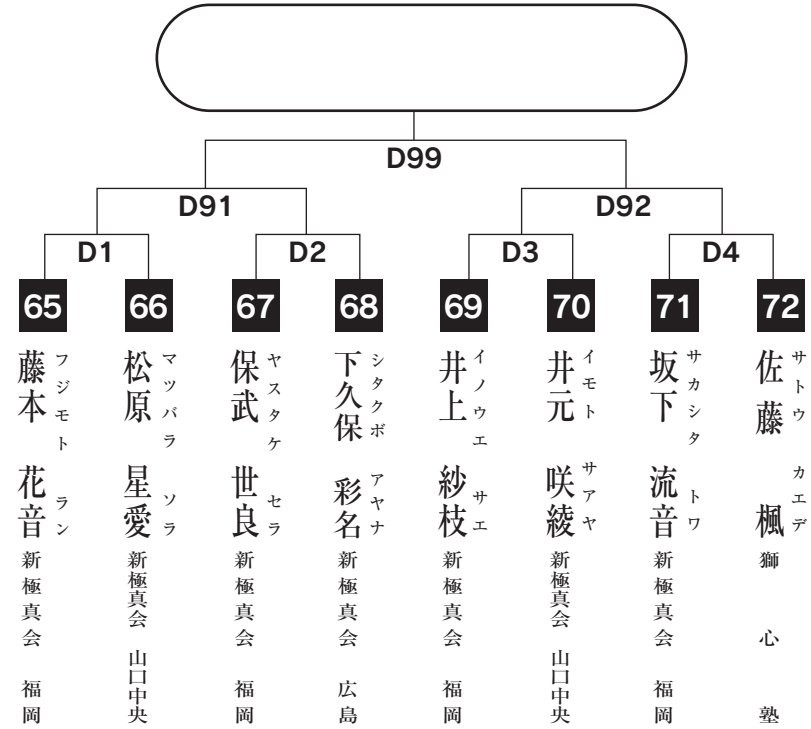 D99
D91
D92
D1
D2
D3
D4
65
66
67
68
69
70
71
72
藤本 花音
フジモト ラン
新極真会 福岡
松原 星愛
マツバラ ソラ
新極真会 山口中央
保武 世良
ヤスタケ セラ
新極真会 福岡
下久保 彩名
シタクボ アヤナ
新極真会 広島
井上 紗枝
イノウエ サエ
新極真会 福岡
井元 咲綾
イモト サアヤ
新極真会 山口中央
坂下 流音
サカシタ トワ
新極真会 福岡
佐藤 楓
サトウ カエデ
獅心塾